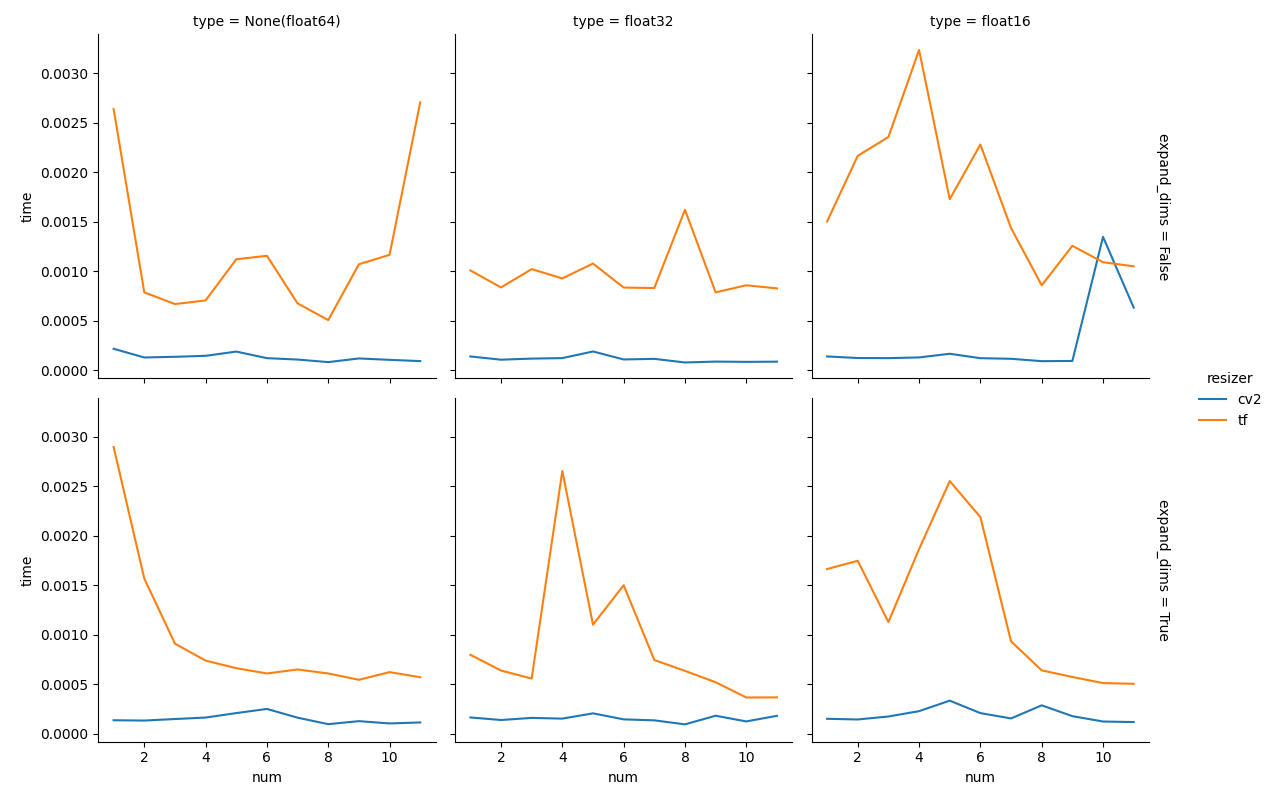 type = None(float64)
type = float32
type = float16
0.0030
0.0025
0.0020
0.0015
0.0010
0.0005
0.0000
time
expand_dims = False
resizer
cv2
tf
0.0030
0.0025
0.0020
0.0015
0.0010
0.0005
0.0000
time
expand_dims = True
2 4 6 8 10
2 4 6 8 10
2 4 6 8 10
num
num
num